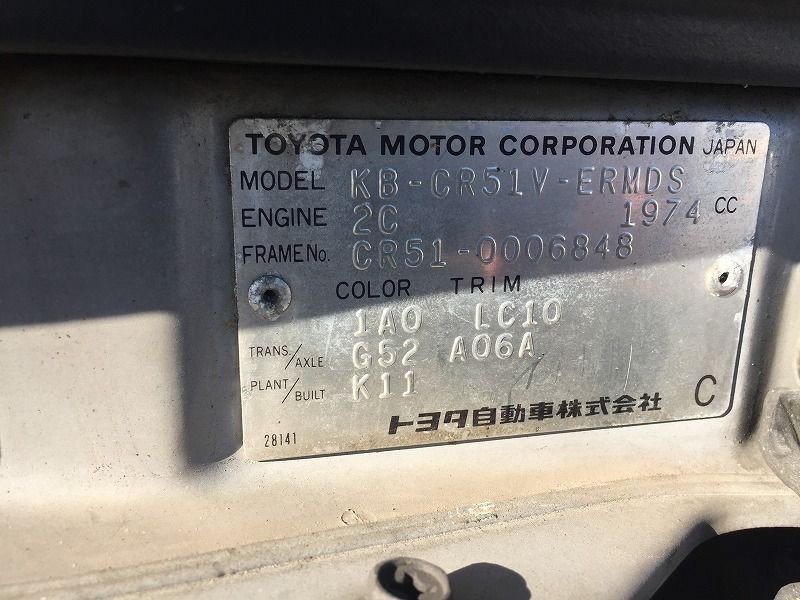 TOYOTA MOTOR CORPORATION JAPAN
MODEL KB-CR51V-ERMDS
ENGINE 2C 1974 CC
FRAME No. CR51-0006848
COLOR TRIM
1A0 LC10
TRANS./AXLE G52 A06A
PLANT/BUILT K11
トヨタ自動車株式会社 C
28141